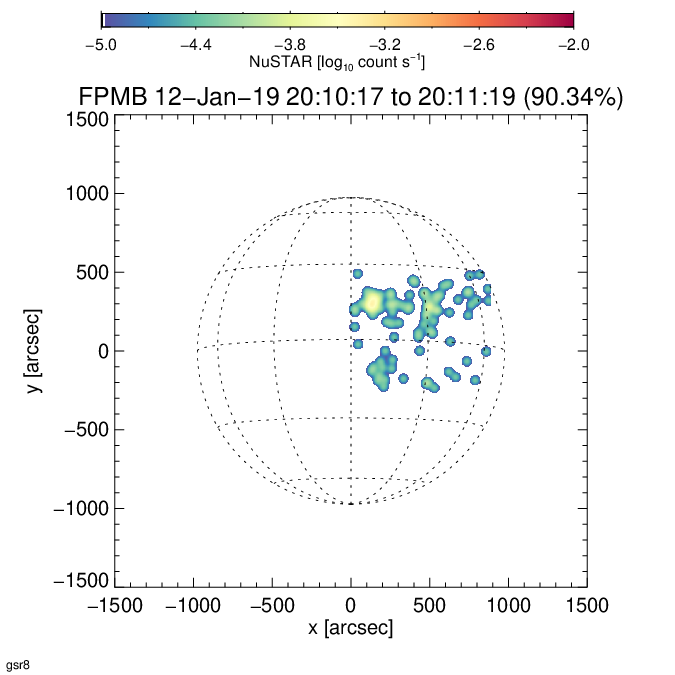 −5.0 −4.4 −3.8 −3.2 −2.6 −2.0
NuSTAR [log10 count s−1]
FPMB 12−Jan−19 20:10:17 to 20:11:19 (90.34%)
1500
1000
500
0
−500
−1000
−1500
y [arcsec]
−1500 −1000 −500 0 500 1000 1500
x [arcsec]
gsr8